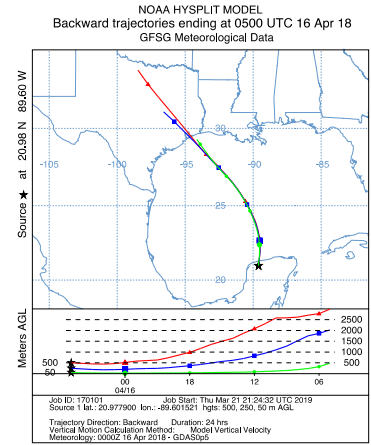 NOAA HYSPLIT MODEL
Backward trajectories ending at 0500 UTC 16 Apr 18
GFSG Meteorological Data
Source ★ at 20.98 N 89.60 W
-105
-95
-90
-85
30
25
20
Meters AGL
500
50
2500
2000
1500
1000
500
00
18
12
06
04/16
Job ID: 170101 Job Start: Thu Mar 21 21:24:32 UTC 2019
Source 1 lat.: 20.977900 lon.: -89.601521 hgts: 500, 250, 50 m AGL
Trajectory Direction: Backward Duration: 24 hrs
Vertical Motion Calculation Method: Model Vertical Velocity
Meteorology: 0000Z 16 Apr 2018 - GDAS0p5